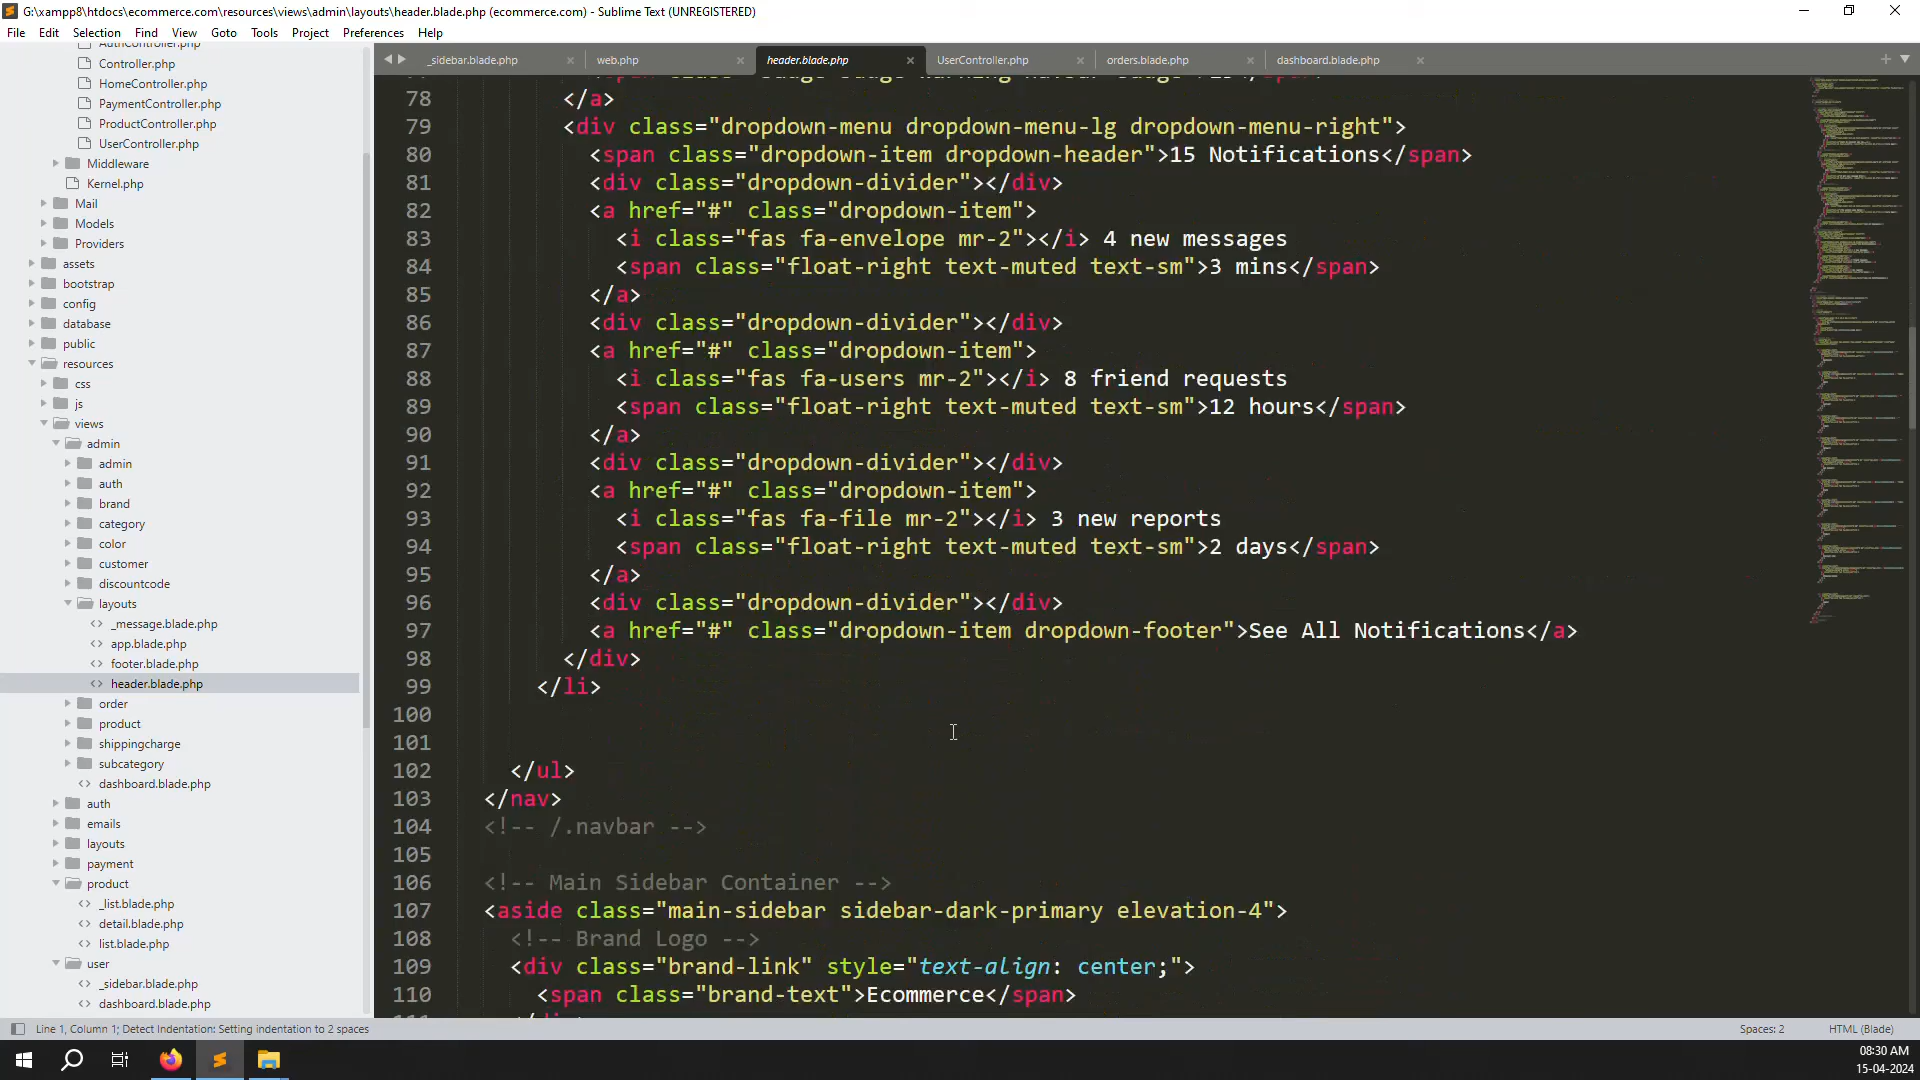 G:\xampp8\htdocs\ecommerce.com\resources\views\admin\layouts\header.blade.php (ecommerce.com) - Sublime Text (UNREGISTERED)
File Edit Selection Find View Goto Tools Project Preferences Help
_sidebar.blade.php web.php header.blade.php UserController.php orders.blade.php dashboard.blade.php
AuthController.php
Controller.php
HomeController.php
PaymentController.php
ProductController.php
UserController.php
Middleware
Kernel.php
Mail
Models
Providers
assets
bootstrap
config
database
public
resources
css
js
views
admin
admin
auth
brand
category
color
customer
discountcode
layouts
_message.blade.php
app.blade.php
footer.blade.php
header.blade.php
order
product
shippingcharge
subcategory
dashboard.blade.php
auth
emails
layouts
payment
product
_list.blade.php
detail.blade.php
list.blade.php
user
_sidebar.blade.php
dashboard.blade.php
78 </a>
79 <div class="dropdown-menu dropdown-menu-lg dropdown-menu-right">
80 <span class="dropdown-item dropdown-header">15 Notifications</span>
81 <div class="dropdown-divider"></div>
82 <a href="#" class="dropdown-item">
83 <i class="fas fa-envelope mr-2"></i> 4 new messages
84 <span class="float-right text-muted text-sm">3 mins</span>
85 </a>
86 <div class="dropdown-divider"></div>
87 <a href="#" class="dropdown-item">
88 <i class="fas fa-users mr-2"></i> 8 friend requests
89 <span class="float-right text-muted text-sm">12 hours</span>
90 </a>
91 <div class="dropdown-divider"></div>
92 <a href="#" class="dropdown-item">
93 <i class="fas fa-file mr-2"></i> 3 new reports
94 <span class="float-right text-muted text-sm">2 days</span>
95 </a>
96 <div class="dropdown-divider"></div>
97 <a href="#" class="dropdown-item dropdown-footer">See All Notifications</a>
98 </div>
99 </li>
100
101
102 </ul>
103 </nav>
104 <!-- /.navbar -->
105
106 <!-- Main Sidebar Container -->
107 <aside class="main-sidebar sidebar-dark-primary elevation-4">
108 <!-- Brand Logo -->
109 <div class="brand-link" style="text-align: center;">
110 <span class="brand-text">Ecommerce</span>
Line 1, Column 1; Detect Indentation: Setting indentation to 2 spaces
Spaces: 2 HTML (Blade)
08:30 AM
15-04-2024